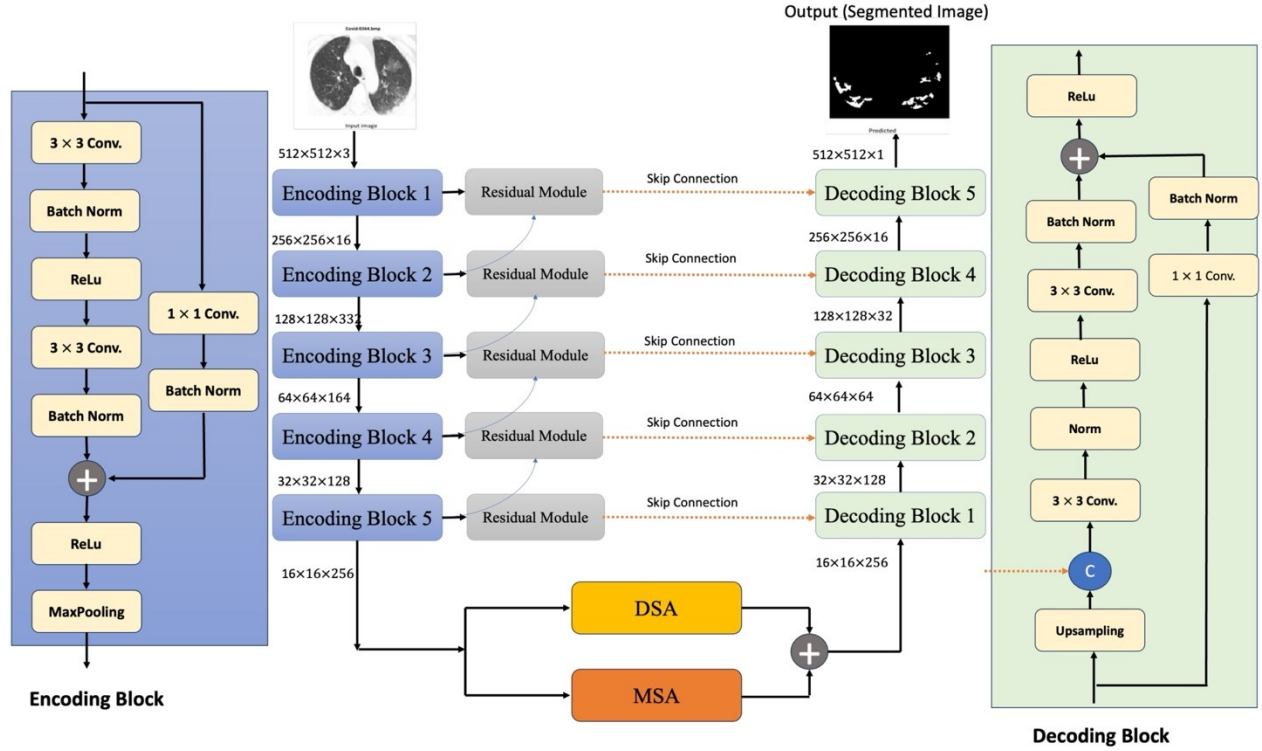 Output (Segmented Image)
Covid-0364.bmp
Input image
Predicted
512×512×3
512×512×1
Encoding Block 1
Residual Module
Skip Connection
Decoding Block 5
256×256×16
256×256×16
Encoding Block 2
Residual Module
Skip Connection
Decoding Block 4
128×128×332
128×128×32
Encoding Block 3
Residual Module
Skip Connection
Decoding Block 3
64×64×164
64×64×64
Encoding Block 4
Residual Module
Skip Connection
Decoding Block 2
32×32×128
32×32×128
Encoding Block 5
Residual Module
Skip Connection
Decoding Block 1
16×16×256
16×16×256
DSA
MSA
+
3 × 3 Conv.
Batch Norm
ReLu
3 × 3 Conv.
Batch Norm
1 × 1 Conv.
Batch Norm
+
ReLu
MaxPooling
Encoding Block
ReLu
+
Batch Norm
Batch Norm
3 × 3 Conv.
1 × 1 Conv.
ReLu
Norm
3 × 3 Conv.
C
Upsampling
Decoding Block